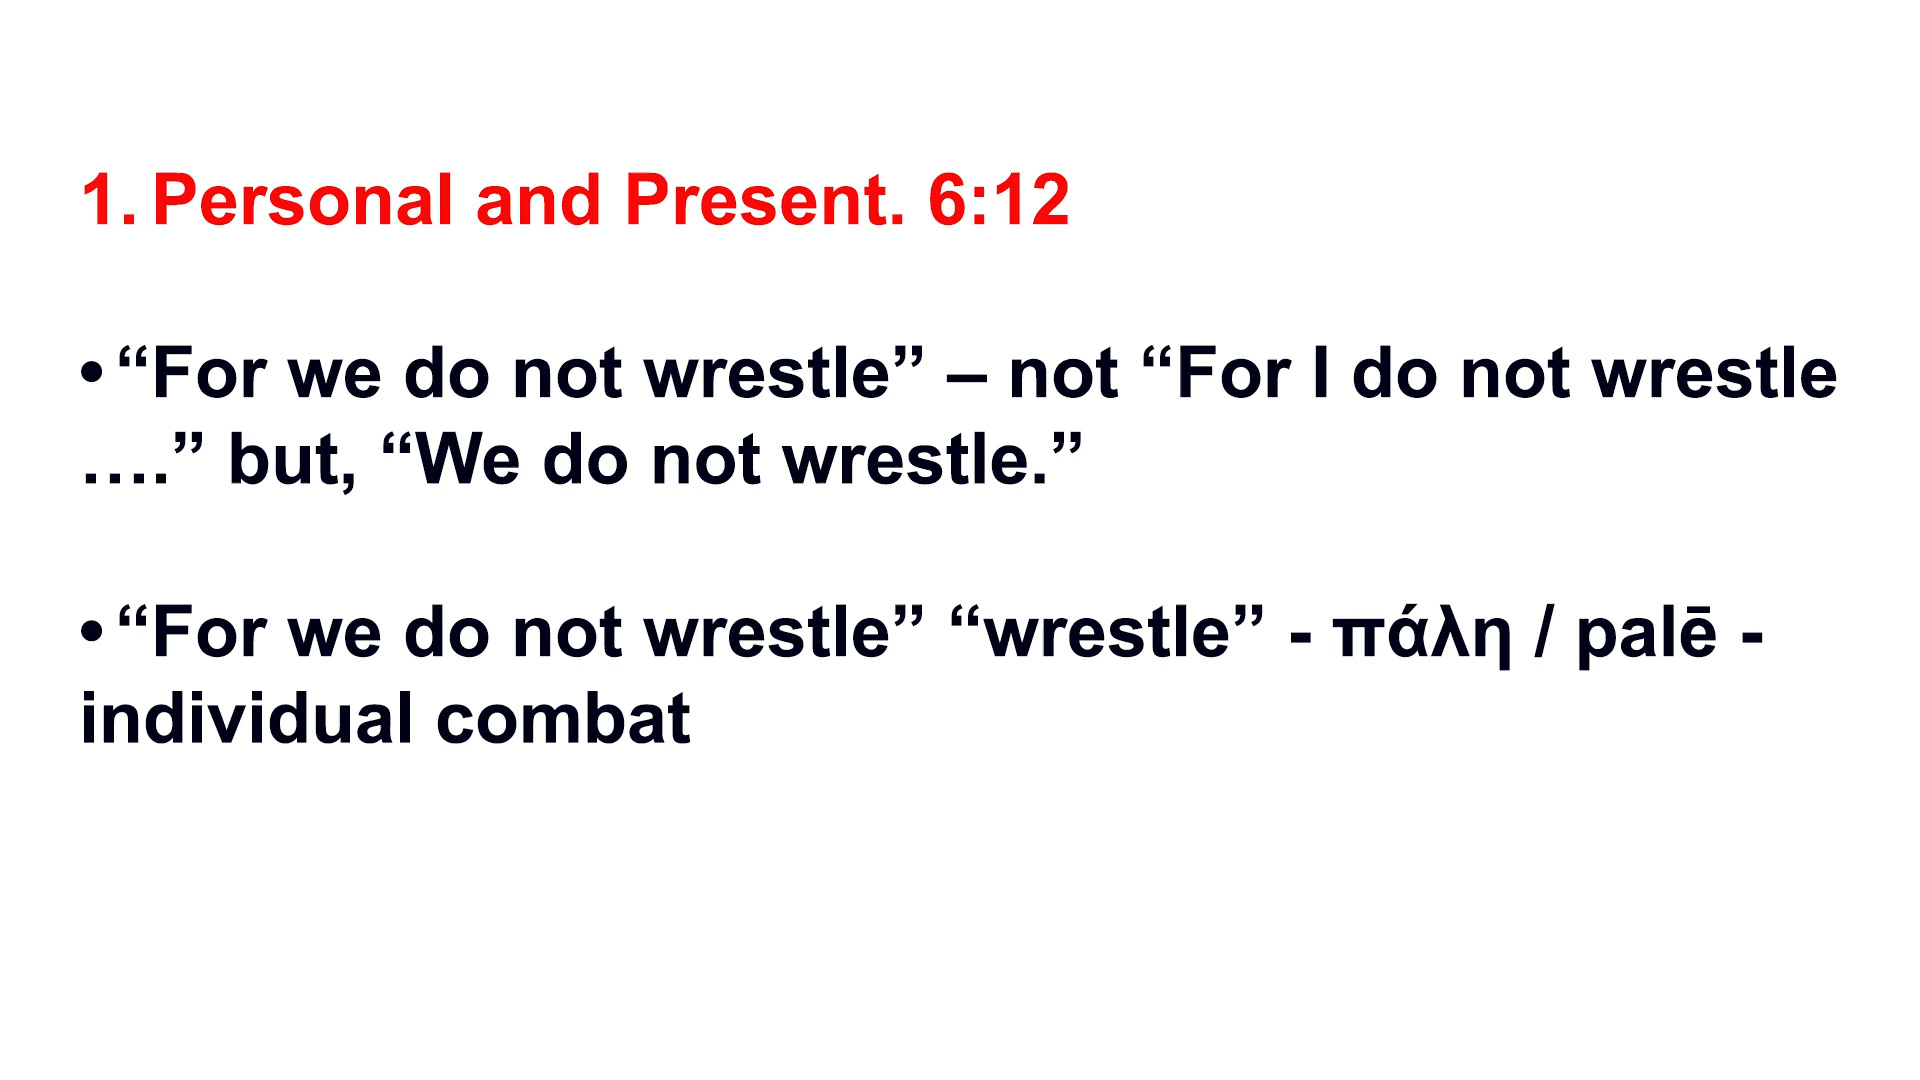 1. Personal and Present. 6:12
• “For we do not wrestle” – not “For I do not wrestle
….” but, “We do not wrestle.”
• “For we do not wrestle” “wrestle” - πάλη / palē -
individual combat